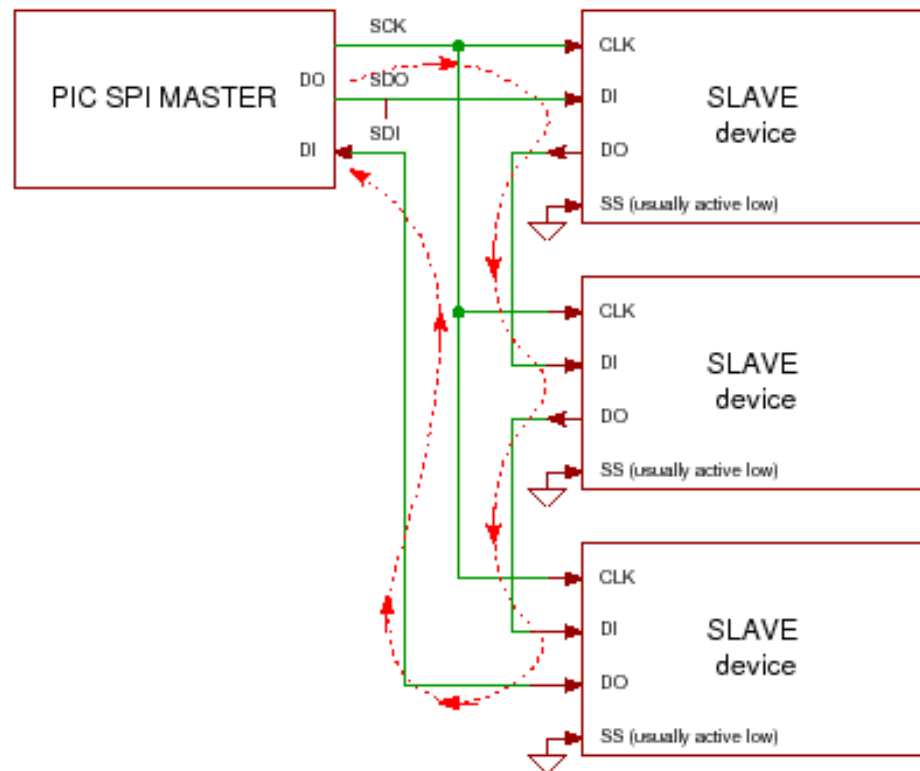 SCK
DO
SDO
PIC SPI MASTER
SDI
DI
CLK
DI
SLAVE
device
DO
SS (usually active low)
CLK
DI
SLAVE
device
DO
SS (usually active low)
CLK
DI
SLAVE
device
DO
SS (usually active low)